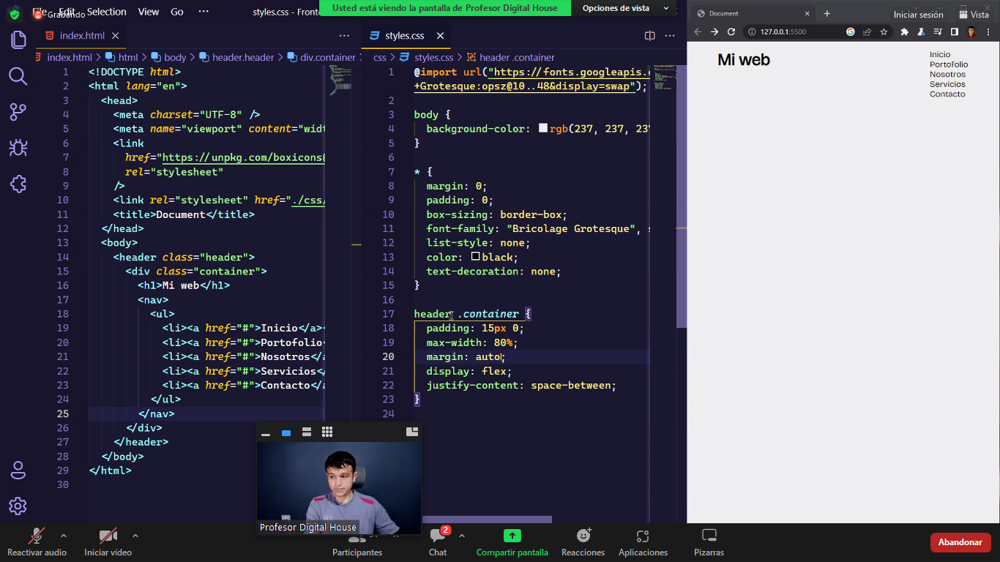 File Edit Selection View Go ··· styles.css - Fron
Grabando
Usted está viendo la pantalla de Profesor Digital House
Opciones de vista
Document
Iniciar sesión
Vista
127.0.0.1:5500
index.html
styles.css
index.html > html > body > header.header > div.container
css > styles.css > header .container
1 <!DOCTYPE html>
2 <html lang="en">
3 <head>
4 <meta charset="UTF-8" />
5 <meta name="viewport" content="widt
6 <link
7 href="https://unpkg.com/boxicons@
8 rel="stylesheet"
9 />
10 <link rel="stylesheet" href="./css/
11 <title>Document</title>
12 </head>
13 <body>
14 <header class="header">
15 <div class="container">
16 <h1>Mi web</h1>
17 <nav>
18 <ul>
19 <li><a href="#">Inicio</a><
20 <li><a href="#">Portofolio
21 <li><a href="#">Nosotros</
22 <li><a href="#">Servicios<
23 <li><a href="#">Contacto</
24 </ul>
25 </nav>
26 </div>
27 </header>
28 </body>
29 </html>
30
1 @import url("https://fonts.googleapis.
+Grotesque:opsz@10..48&display=swap");
2
3 body {
4 background-color: rgb(237, 237, 237
5 }
6
7 * {
8 margin: 0;
9 padding: 0;
10 box-sizing: border-box;
11 font-family: "Bricolage Grotesque", s
12 list-style: none;
13 color: black;
14 text-decoration: none;
15 }
16
17 header .container {
18 padding: 15px 0;
19 max-width: 80%;
20 margin: auto;
21 display: flex;
22 justify-content: space-between;
23 }
24
Mi web
Inicio
Portofolio
Nosotros
Servicios
Contacto
Profesor Digital House
Reactivar audio
Iniciar vídeo
Participantes
2
Chat
Compartir pantalla
Reacciones
Aplicaciones
Pizarras
Abandonar